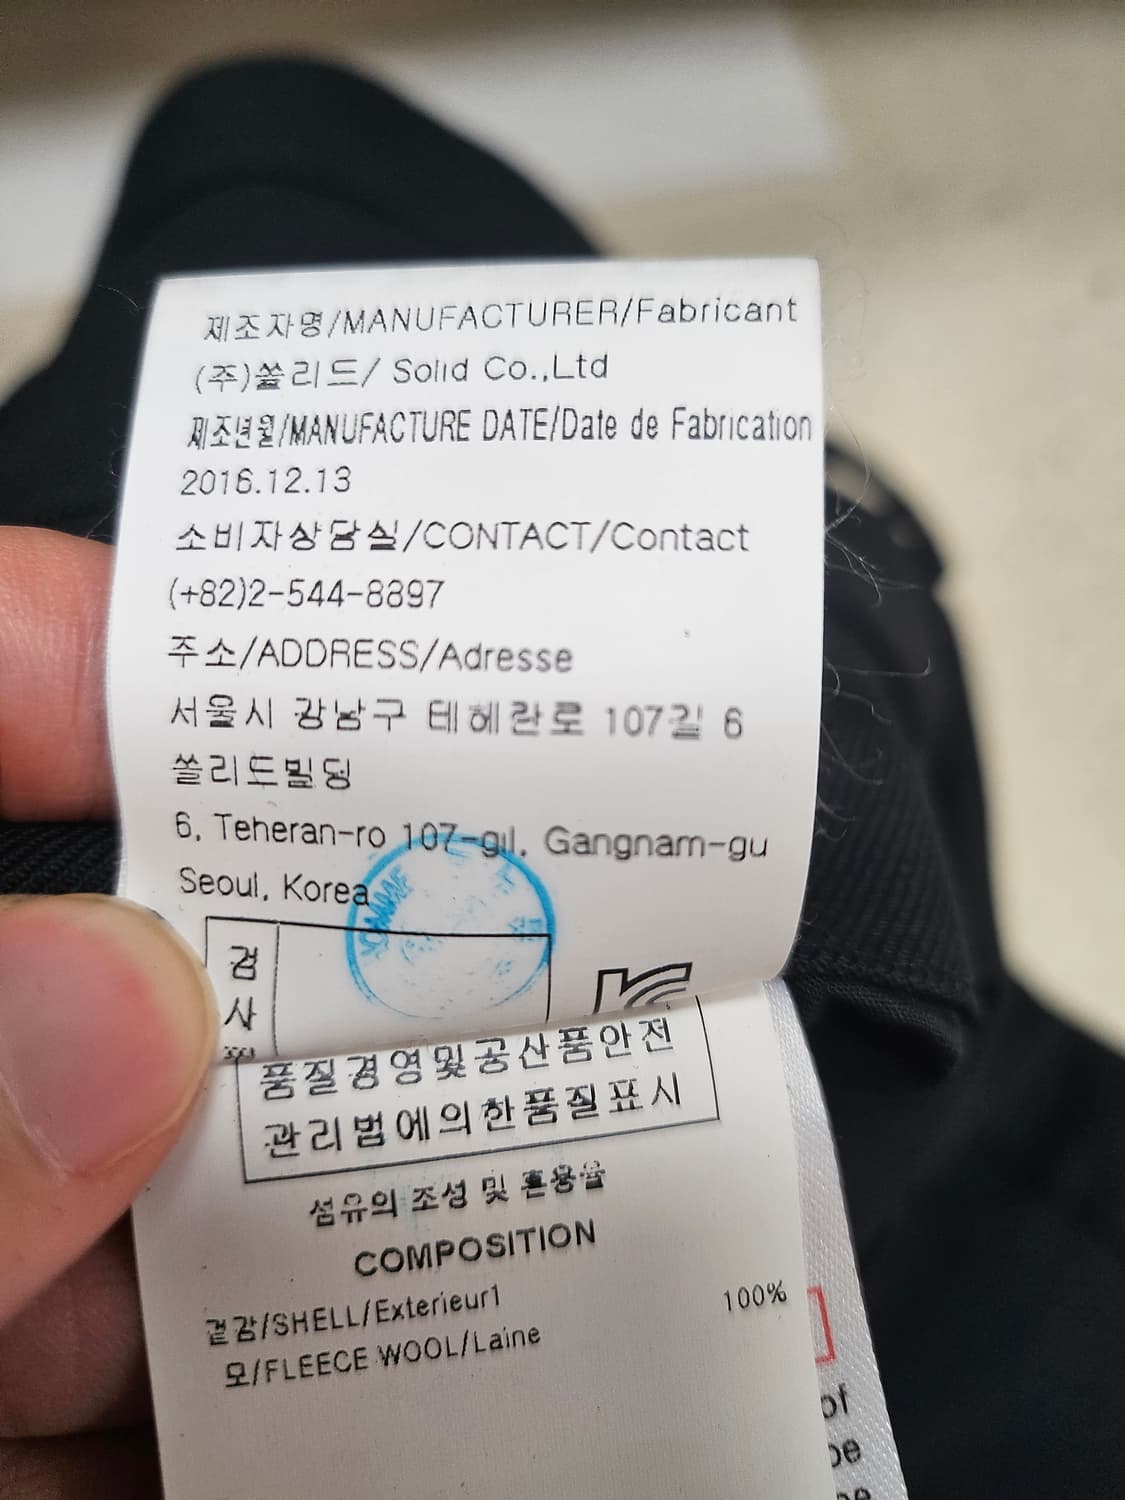 제조자명/MANUFACTURER/Fabricant
(주)쏠리드/ Solid Co.,Ltd
제조년월/MANUFACTURE DATE/Date de Fabrication
2016.12.13
소비자상담실/CONTACT/Contact
(+82)2-544-8897
주소/ADDRESS/Adresse
서울시 강남구 테헤란로 107길 6
쏠리드빌딩
6, Teheran-ro 107-gil, Gangnam-gu
Seoul, Korea
검
사
품질경영및공산품안전
관리법에의한품질표시
섬유의 조성 및 혼용율
COMPOSITION
겉감/SHELL/Exterieur1 100%
모/FLEECE WOOL/Laine
of